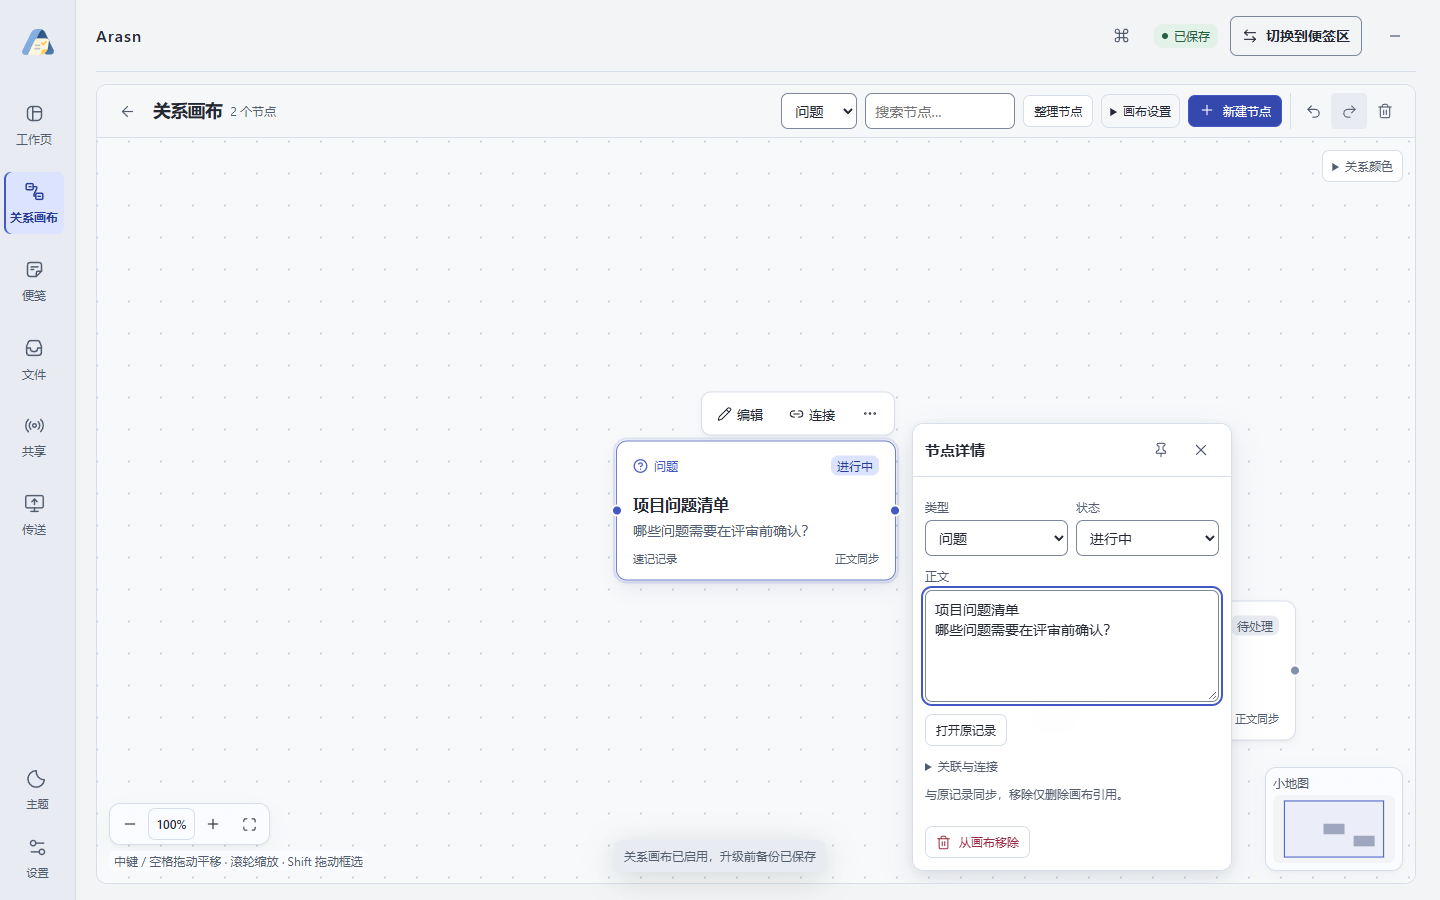 Arasn
已保存
切换到便签区
工作页
关系画布
便笺
文件
共享
传送
主题
设置
关系画布
2 个节点
问题
搜索节点...
整理节点
画布设置
新建节点
关系颜色
编辑
连接
问题
进行中
项目问题清单
哪些问题需要在评审前确认?
速记记录
正文同步
节点详情
类型
状态
问题
进行中
正文
项目问题清单
哪些问题需要在评审前确认?
打开原记录
关联与连接
与原记录同步，移除仅删除画布引用。
从画布移除
待处理
正文同步
小地图
100%
中键 / 空格拖动平移 · 滚轮缩放 · Shift 拖动框选
关系画布已启用，升级前备份已保存